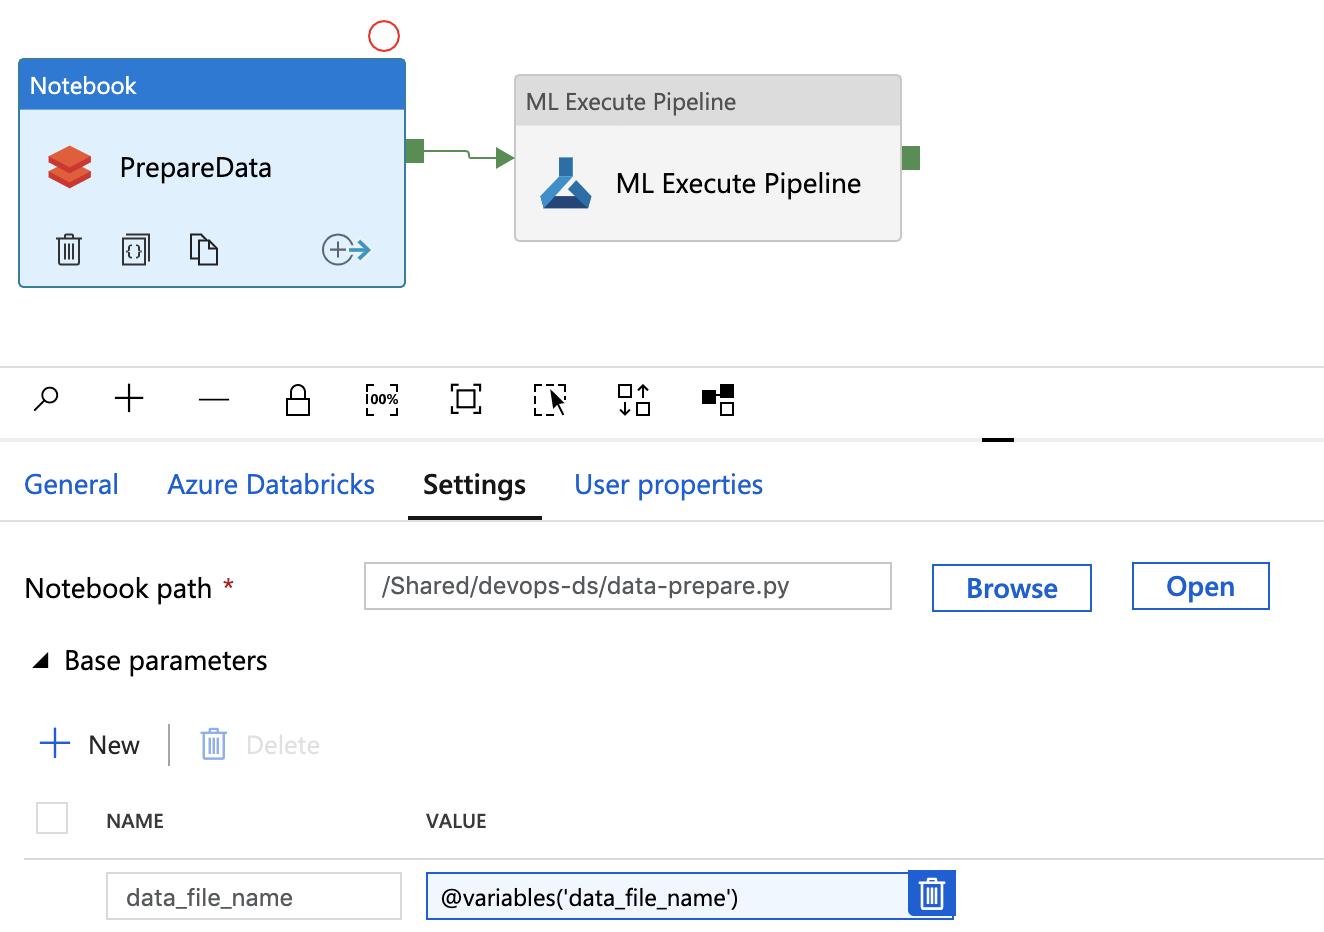 Notebook
PrepareData
ML Execute Pipeline
ML Execute Pipeline
{}
00%
General Azure Databricks Settings User properties
Notebook path * /Shared/devops-ds/data-prepare.py Browse Open
Base parameters
New Delete
NAME VALUE
data_file_name @variables('data_file_name')